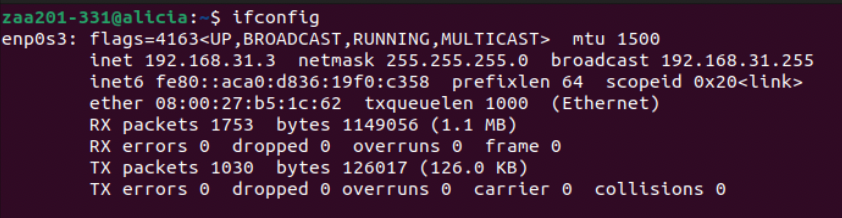 zaa201-331@alicia:~$ ifconfig
enp0s3: flags=4163<UP,BROADCAST,RUNNING,MULTICAST>  mtu 1500
        inet 192.168.31.3  netmask 255.255.255.0  broadcast 192.168.31.255
        inet6 fe80::aca0:d836:19f0:c358  prefixlen 64  scopeid 0x20<link>
        ether 08:00:27:b5:1c:62  txqueuelen 1000  (Ethernet)
        RX packets 1753  bytes 1149056 (1.1 MB)
        RX errors 0  dropped 0  overruns 0  frame 0
        TX packets 1030  bytes 126017 (126.0 KB)
        TX errors 0  dropped 0 overruns 0  carrier 0  collisions 0